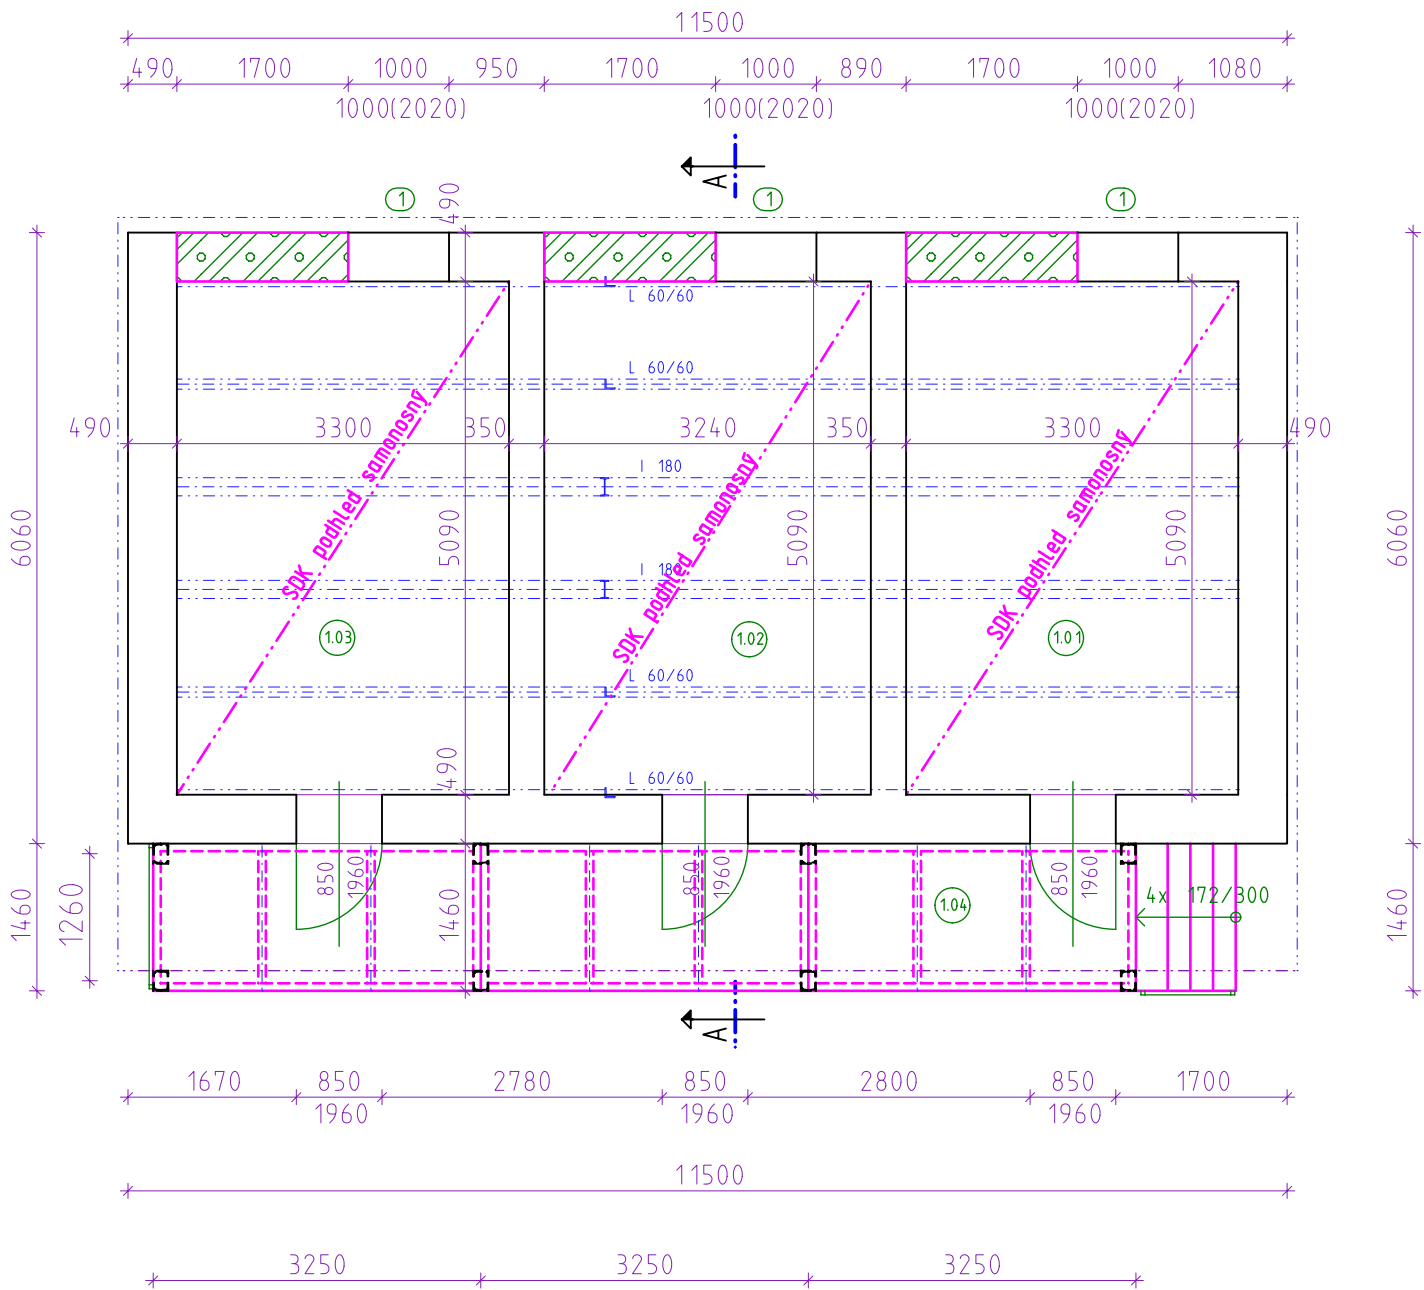 11500
490 1700 1000 950 1700 1000 890 1700 1000 1080
1000(2020) 1000(2020) 1000(2020)
A
1 1 1
490
L 60/60
L 60/60
490 3300 350 3240 350 3300 490
I 180
SDK podhled samonosný
SDK podhled samonosný
SDK podhled samonosný
6060 5090 5090 5090 6060
I 180
1.03 1.02 1.01
L 60/60
490
L 60/60
850 1960 850 1960 850 1960
1460 1260 1460 1.04 4x 172/300 1460
A
1670 850 2780 850 2800 850 1700
1960 1960 1960
11500
3250 3250 3250